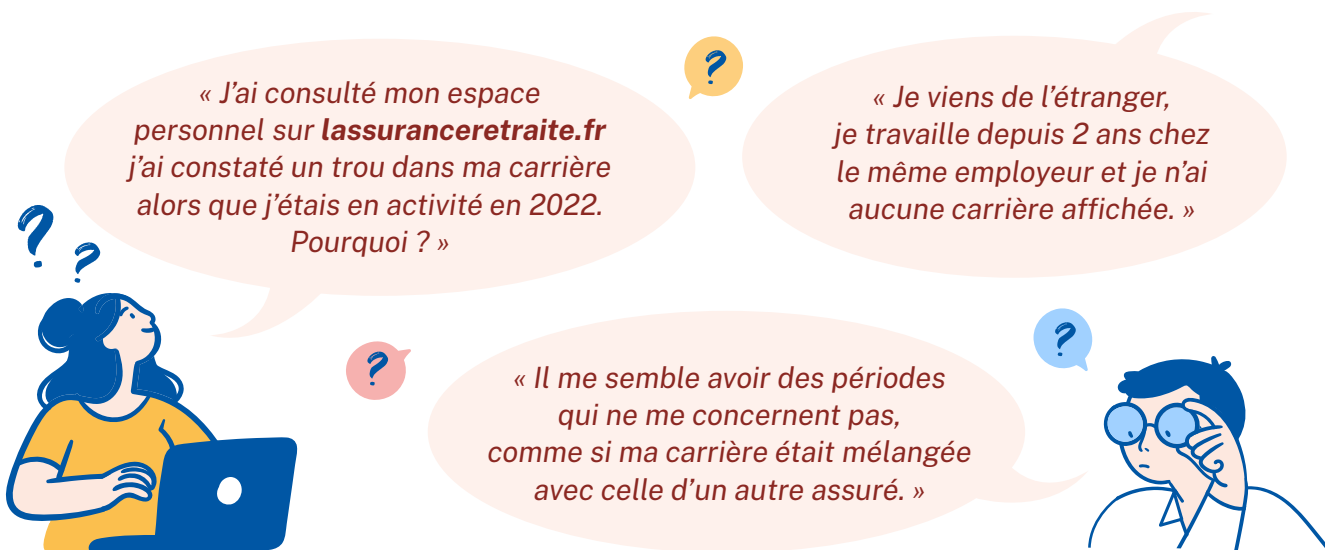 « J’ai consulté mon espace
personnel sur lassuranceretraite.fr
j’ai constaté un trou dans ma carrière
alors que j’étais en activité en 2022.
Pourquoi ? »
?
« Je viens de l’étranger,
je travaille depuis 2 ans chez
le même employeur et je n’ai
aucune carrière affichée. »
?
?
?
« Il me semble avoir des périodes
qui ne me concernent pas,
comme si ma carrière était mélangée
avec celle d’un autre assuré. »
?